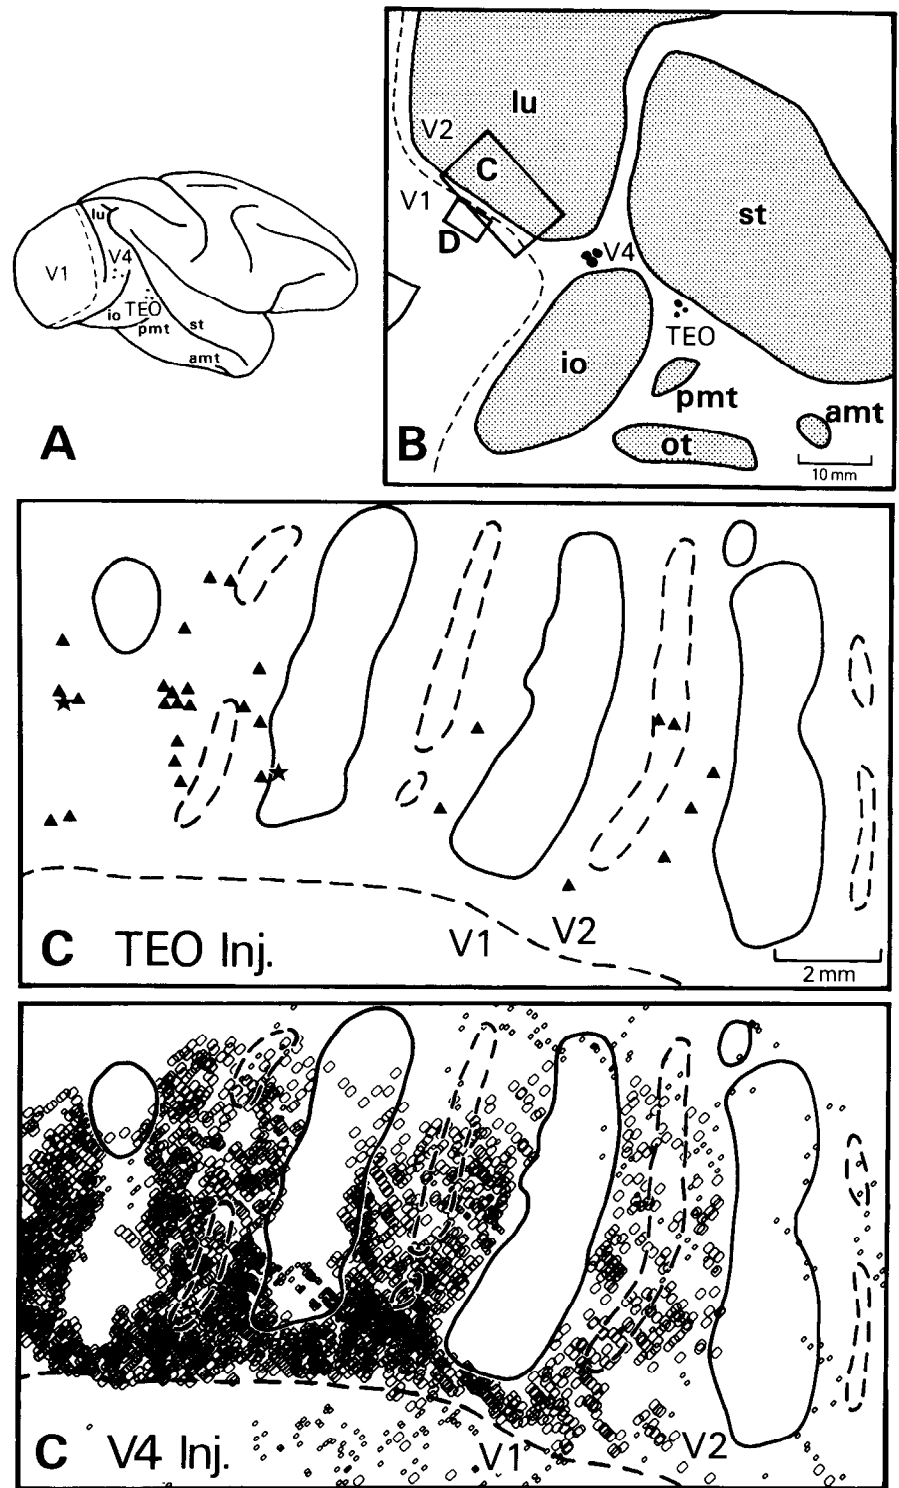 lu
V1
V4
TEO
io
pmt
st
amt
A
lu
V2
C
V1
D
V4
st
TEO
io
pmt
amt
ot
B
10 mm
C TEO Inj.
V1
V2
2 mm
C V4 Inj.
V1
V2